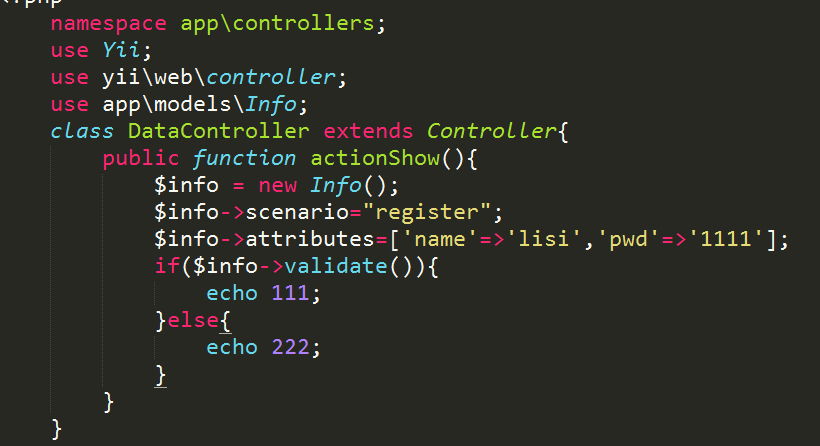 <?php
namespace app\controllers;
use Yii;
use yii\web\controller;
use app\models\Info;
class DataController extends Controller{
public function actionShow(){
$info = new Info();
$info->scenario="register";
$info->attributes=['name'=>'lisi','pwd'=>'1111'];
if($info->validate()){
echo 111;
}else{
echo 222;
}
}
}